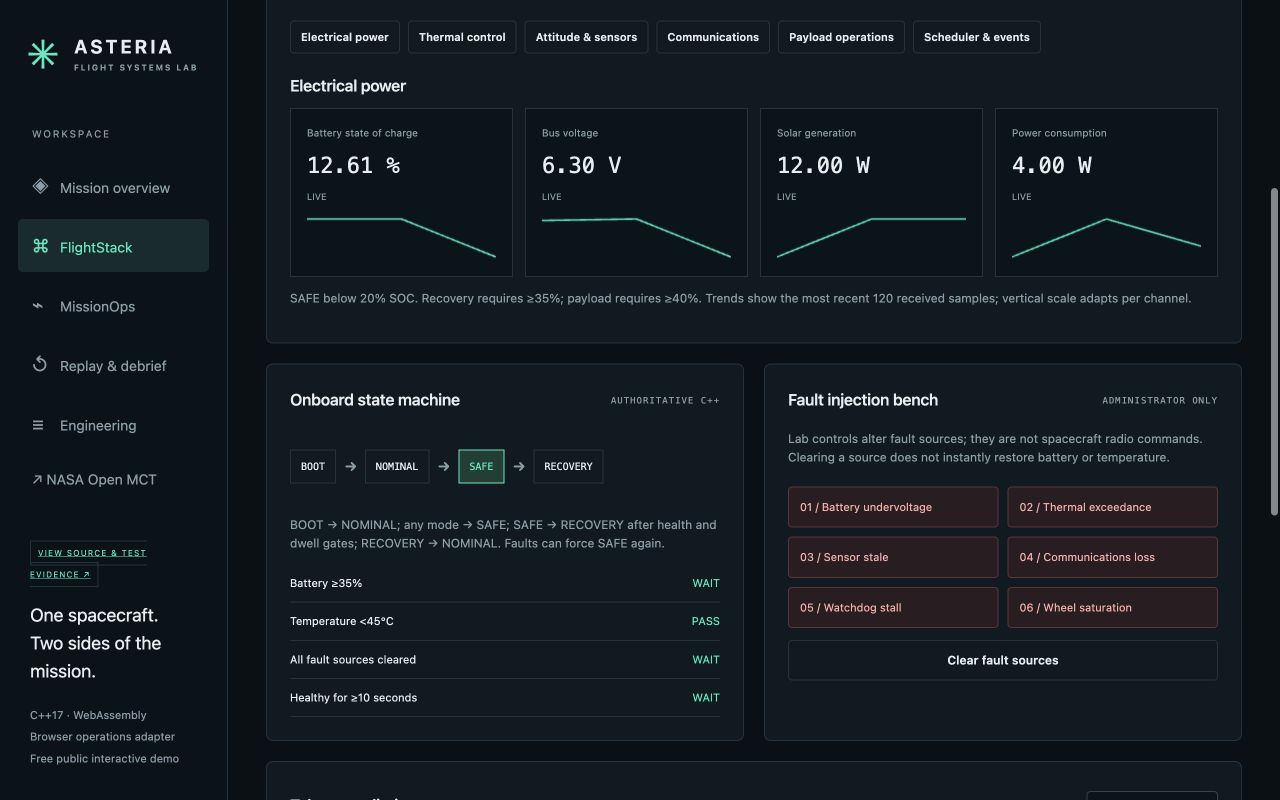 ASTERIA
FLIGHT SYSTEMS LAB
WORKSPACE
Mission overview
FlightStack
MissionOps
Replay & debrief
Engineering
↗ NASA Open MCT
VIEW SOURCE & TEST
EVIDENCE ↗
One spacecraft.
Two sides of the
mission.
C++17 · WebAssembly
Browser operations adapter
Free public interactive demo
Electrical power
Thermal control
Attitude & sensors
Communications
Payload operations
Scheduler & events
Electrical power
Battery state of charge
12.61 %
LIVE
Bus voltage
6.30 V
LIVE
Solar generation
12.00 W
LIVE
Power consumption
4.00 W
LIVE
SAFE below 20% SOC. Recovery requires ≥35%; payload requires ≥40%. Trends show the most recent 120 received samples; vertical scale adapts per channel.
Onboard state machine
AUTHORITATIVE C++
BOOT → NOMINAL → SAFE → RECOVERY
BOOT → NOMINAL; any mode → SAFE; SAFE → RECOVERY after health and
dwell gates; RECOVERY → NOMINAL. Faults can force SAFE again.
Battery ≥35% WAIT
Temperature <45°C PASS
All fault sources cleared WAIT
Healthy for ≥10 seconds WAIT
Fault injection bench
ADMINISTRATOR ONLY
Lab controls alter fault sources; they are not spacecraft radio commands.
Clearing a source does not instantly restore battery or temperature.
01 / Battery undervoltage
02 / Thermal exceedance
03 / Sensor stale
04 / Communications loss
05 / Watchdog stall
06 / Wheel saturation
Clear fault sources